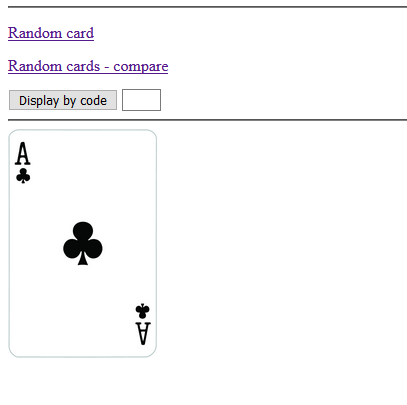 Random card
Random cards - compare
Display by code
A
A